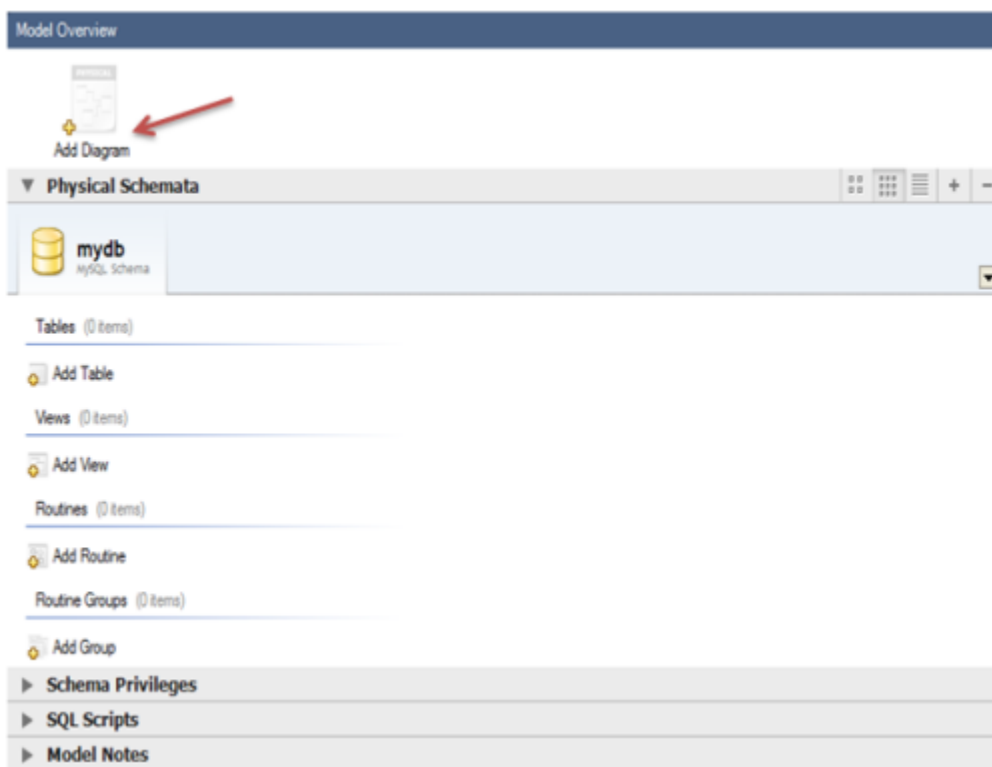 Model Overview
PHYSICAL
Add Diagram
Physical Schemata
mydb
MySQL Schema
Tables (0 items)
Add Table
Views (0 items)
Add View
Routines (0 items)
Add Routine
Routine Groups (0 items)
Add Group
Schema Privileges
SQL Scripts
Model Notes